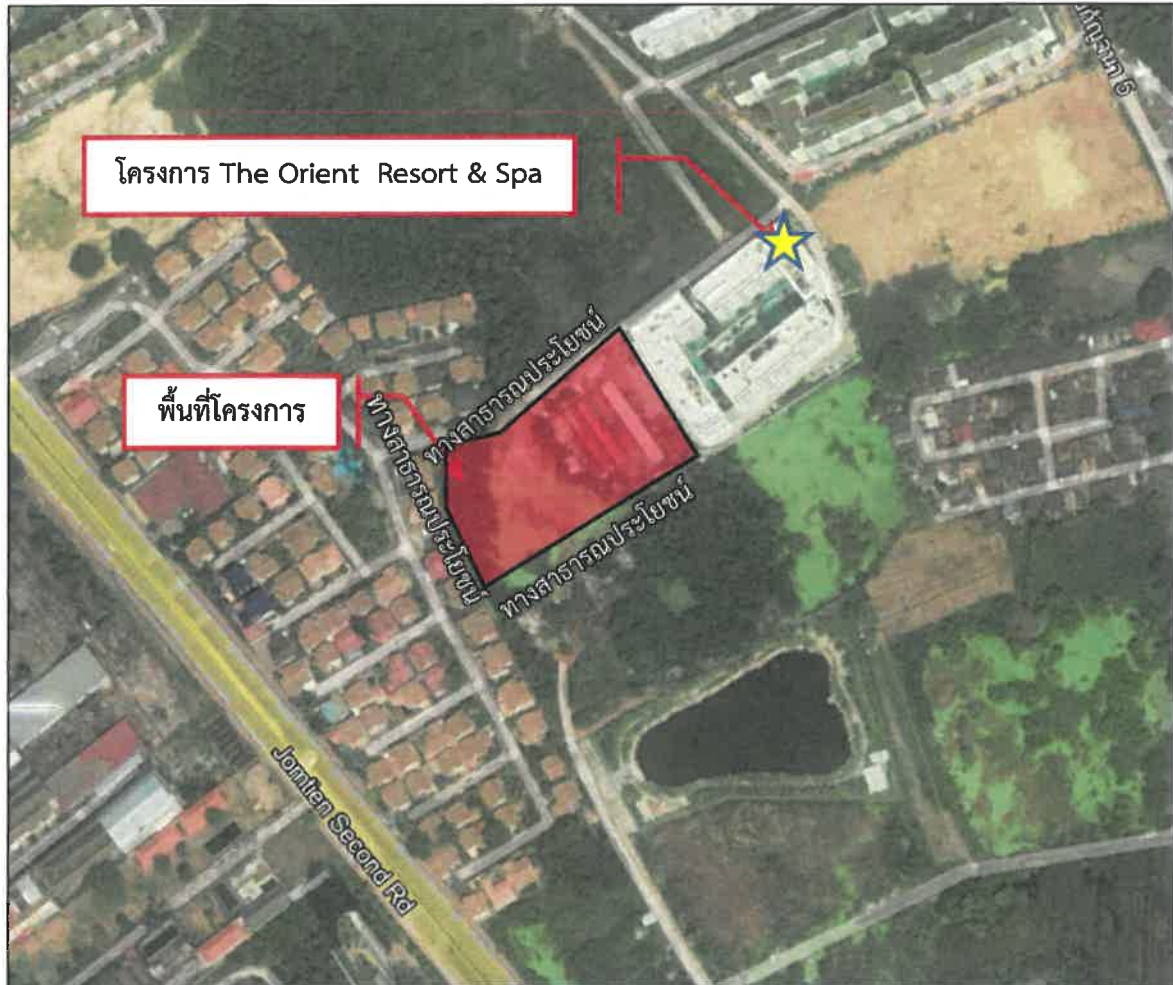 โครงการ The Orient Resort & Spa
พื้นที่โครงการ
ทางสาธารณประโยชน์
ทางสาธารณประโยชน์
ทางสาธารณประโยชน์
Jomtien Second Rd